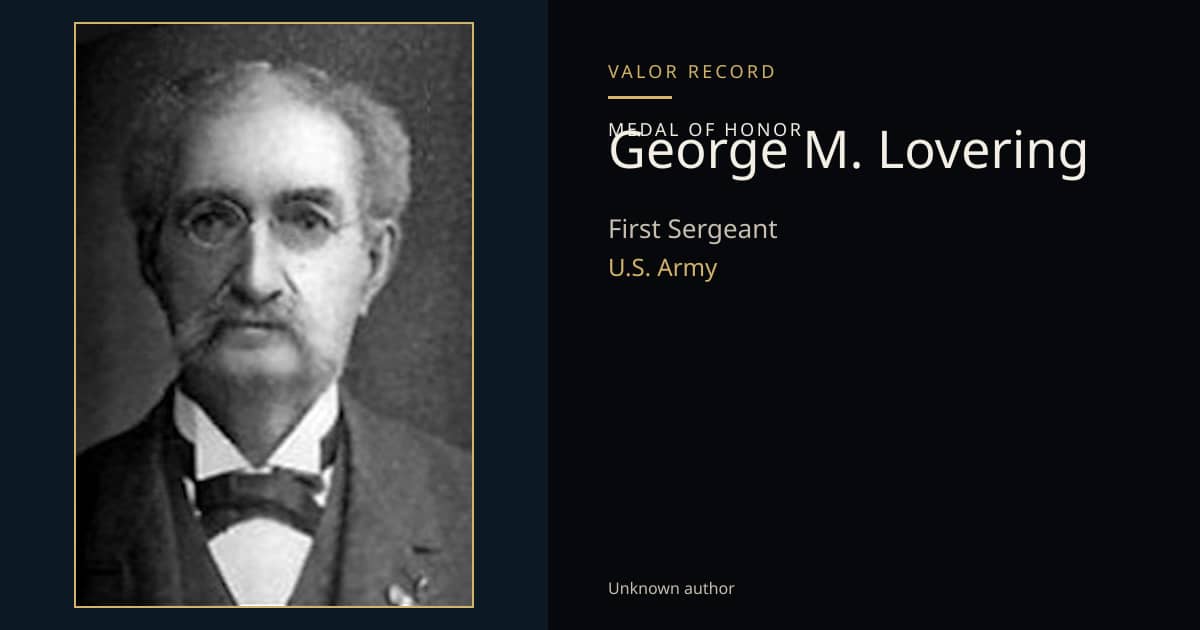 VALOR RECORD
MEDAL OF HONOR
George M. Lovering
First Sergeant
U.S. Army
Unknown author